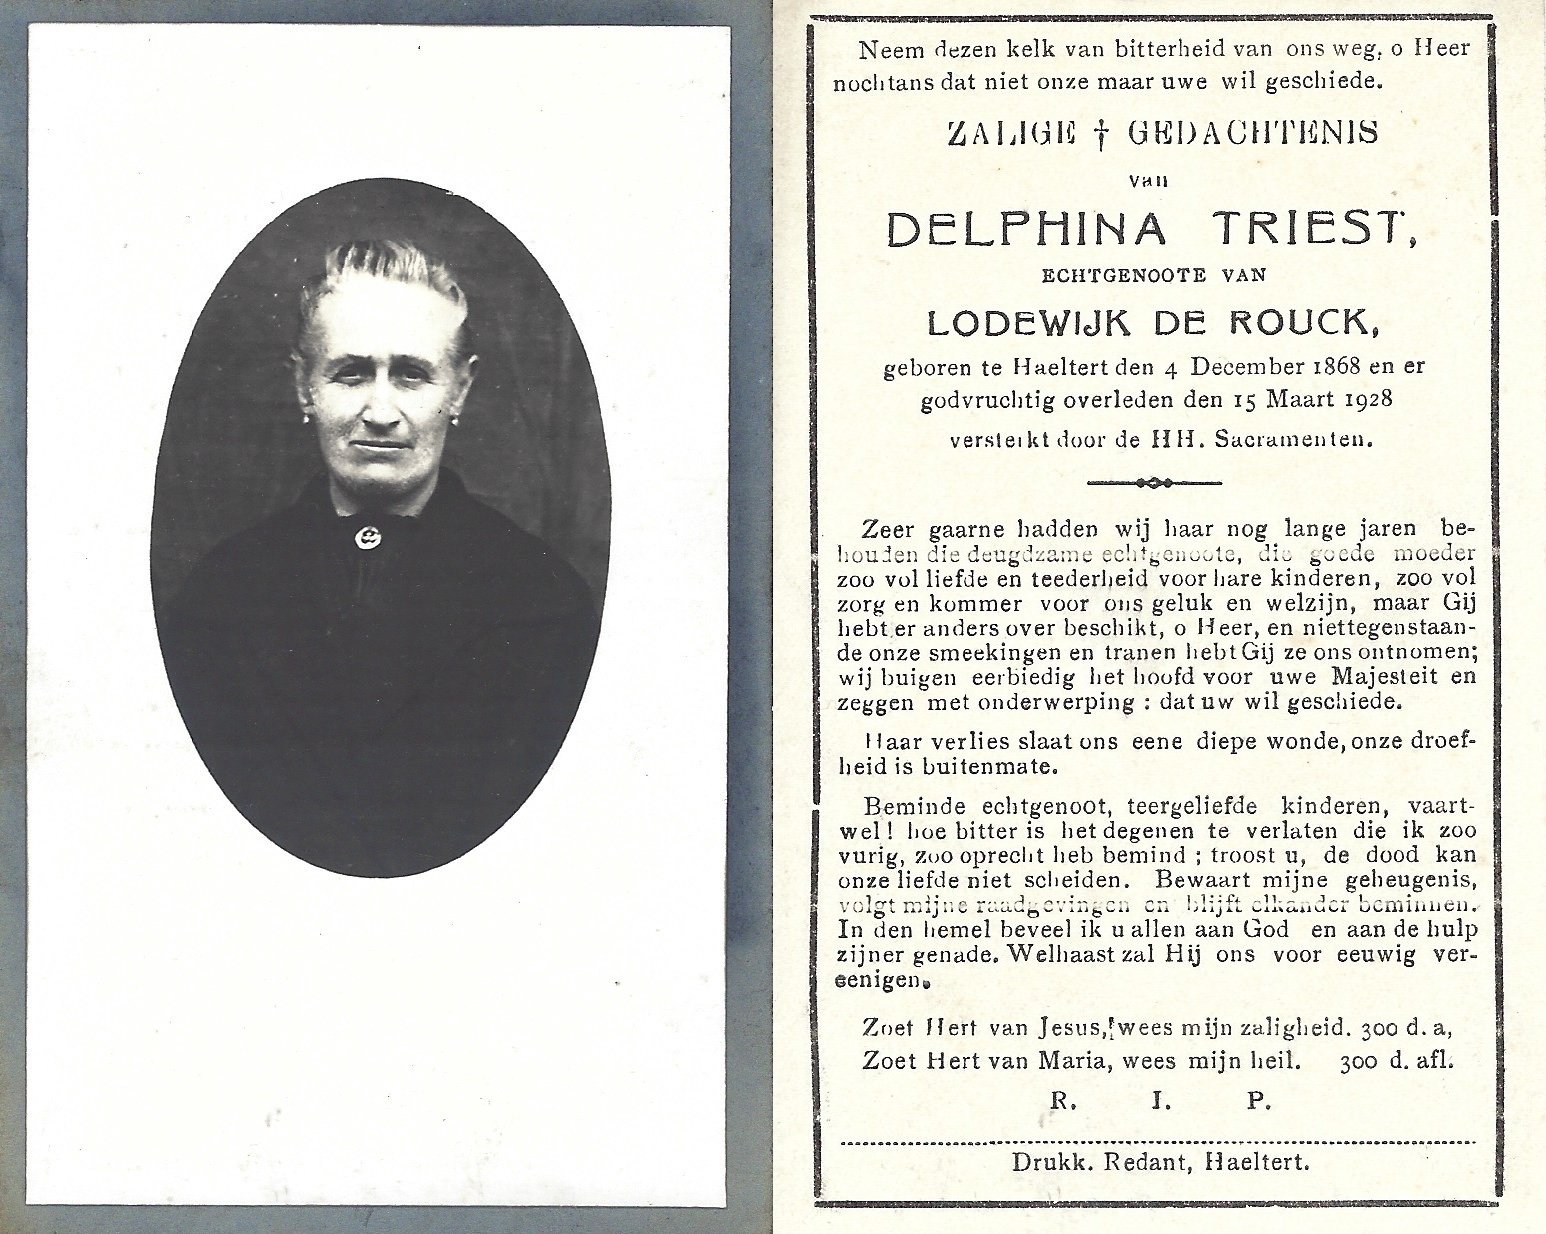 Neem dezen kelk van bitterheid van ons weg, o Heer
nochtans dat niet onze maar uwe wil geschiede.
ZALIGE † GEDACHTENIS
van
DELPHINA TRIEST,
ECHTGENOOTE VAN
LODEWIJK DE ROUCK,
geboren te Haeltert den 4 December 1868 en er
godvruchtig overleden den 15 Maart 1928
versterkt door de HH. Sacramenten.
Zeer gaarne hadden wij haar nog lange jaren be-
houden die deugdzame echtgenoote, die goede moeder
zoo vol liefde en teederheid voor hare kinderen, zoo vol
zorg en kommer voor ons geluk en welzijn, maar Gij
hebt er anders over beschikt, o Heer, en niettegenstaan-
de onze smeekingen en tranen hebt Gij ze ons ontnomen;
wij buigen eerbiedig het hoofd voor uwe Majesteit en
zeggen met onderwerping : dat uw wil geschiede.
Haar verlies slaat ons eene diepe wonde, onze droef-
heid is buitenmate.
Beminde echtgenoot, teergeliefde kinderen, vaart-
wel! hoe bitter is het degenen te verlaten die ik zoo
vurig, zoo oprecht heb bemind ; troost u, de dood kan
onze liefde niet scheiden. Bewaart mijne geheugenis,
volgt mijne raadgevingen en blijft elkander beminnen.
In den hemel beveel ik u allen aan God en aan de hulp
zijner genade. Welhaast zal Hij ons voor eeuwig ver-
eenigen.
Zoet Hert van Jesus, wees mijn zaligheid. 300 d. a,
Zoet Hert van Maria, wees mijn heil. 300 d. afl.
R. I. P.
Drukk. Redant, Haeltert.